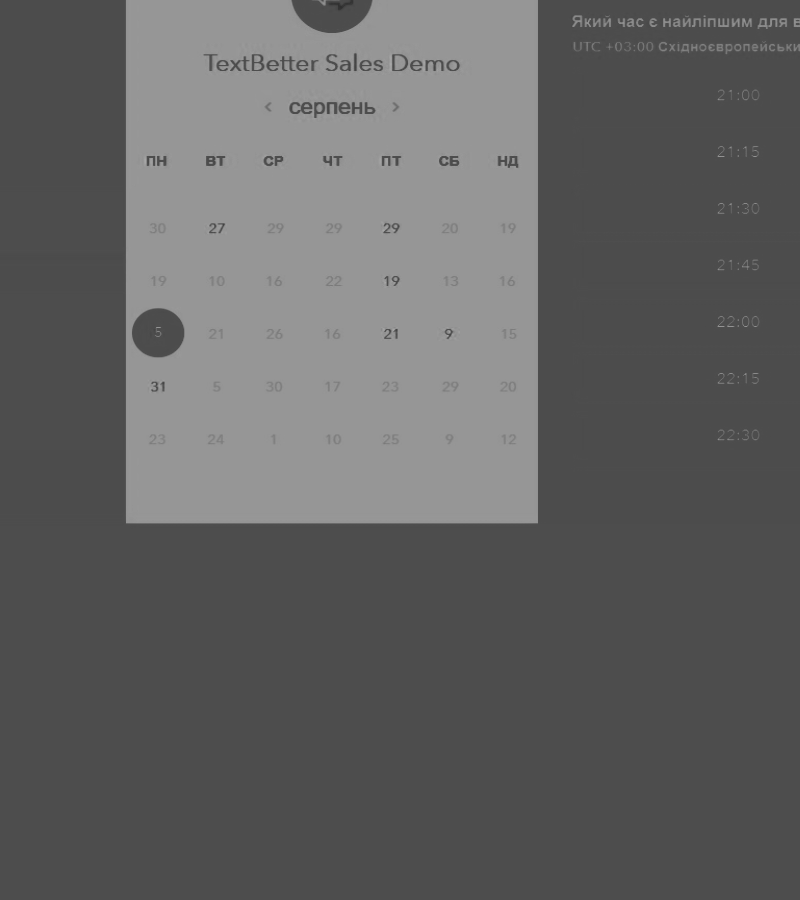 TextBetter Sales Demo
‹ серпень ›
ПН ВТ СР ЧТ ПТ СБ НД
30 27 29 29 29 20 19
19 10 16 22 19 13 16
5 21 26 16 21 9 15
31 5 30 17 23 29 20
23 24 1 10 25 9 12
Який час є найліпшим для в
UTC +03:00 Східноєвропейськи
21:00
21:15
21:30
21:45
22:00
22:15
22:30